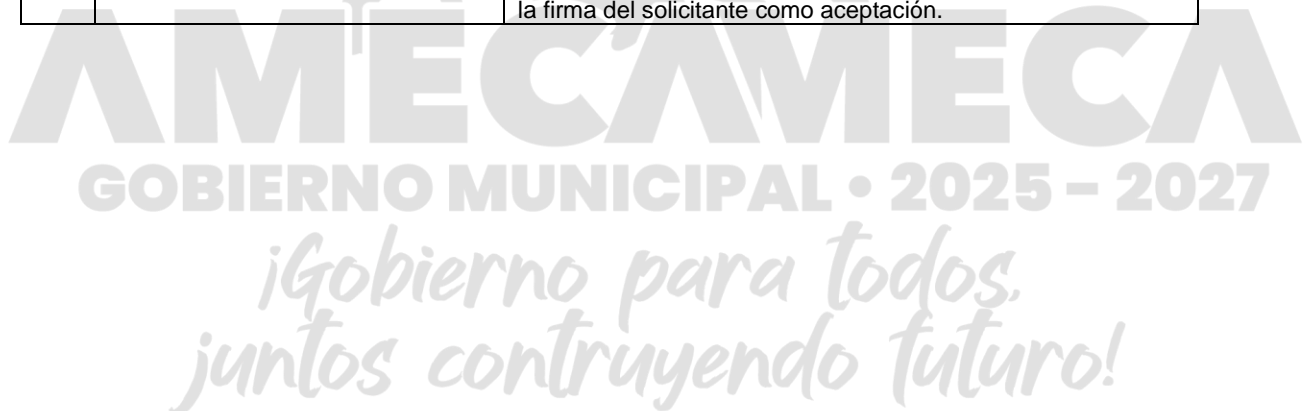 la firma del solicitante como aceptación.
AMECAMECA
GOBIERNO MUNICIPAL • 2025 – 2027
¡Gobierno para todos,
juntos contruyendo futuro!